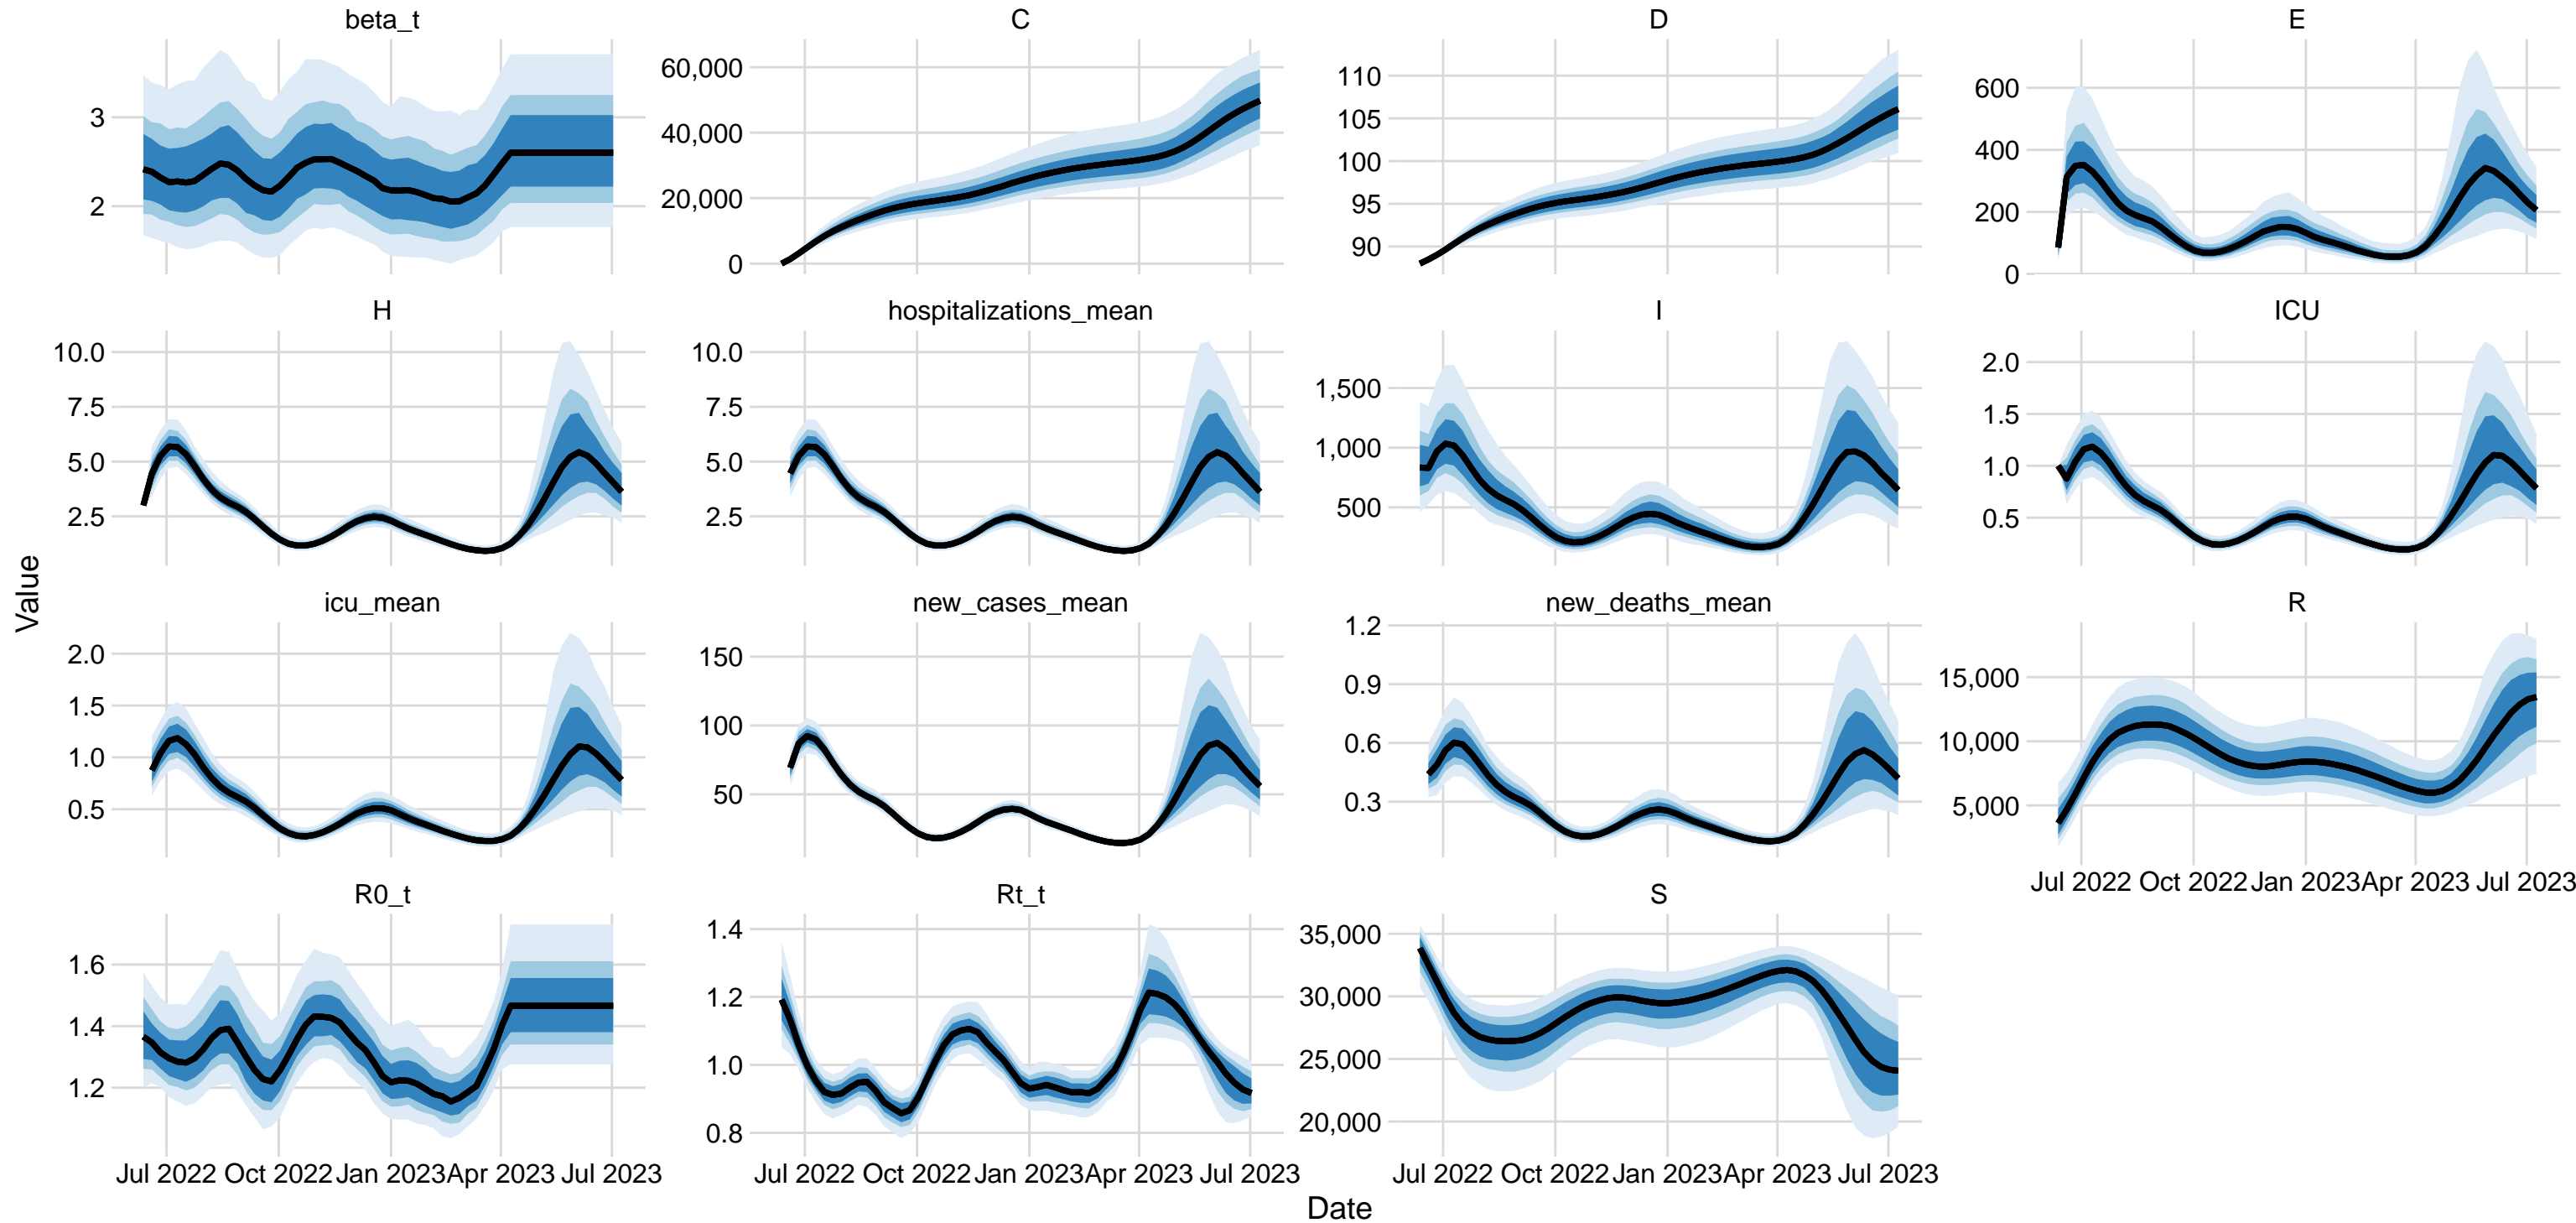 beta_t
C
D
E
3
2
60,000
40,000
20,000
0
110
105
100
95
90
600
400
200
0
H
hospitalizations_mean
I
ICU
10.0
7.5
5.0
2.5
10.0
7.5
5.0
2.5
1,500
1,000
500
2.0
1.5
1.0
0.5
Value
icu_mean
new_cases_mean
new_deaths_mean
R
2.0
1.5
1.0
0.5
150
100
50
1.2
0.9
0.6
0.3
15,000
10,000
5,000
Jul 2022 Oct 2022 Jan 2023 Apr 2023 Jul 2023
R0_t
Rt_t
S
1.6
1.4
1.2
1.4
1.2
1.0
0.8
35,000
30,000
25,000
20,000
Jul 2022 Oct 2022 Jan 2023 Apr 2023 Jul 2023
Jul 2022 Oct 2022 Jan 2023 Apr 2023 Jul 2023
Jul 2022 Oct 2022 Jan 2023 Apr 2023 Jul 2023
Date